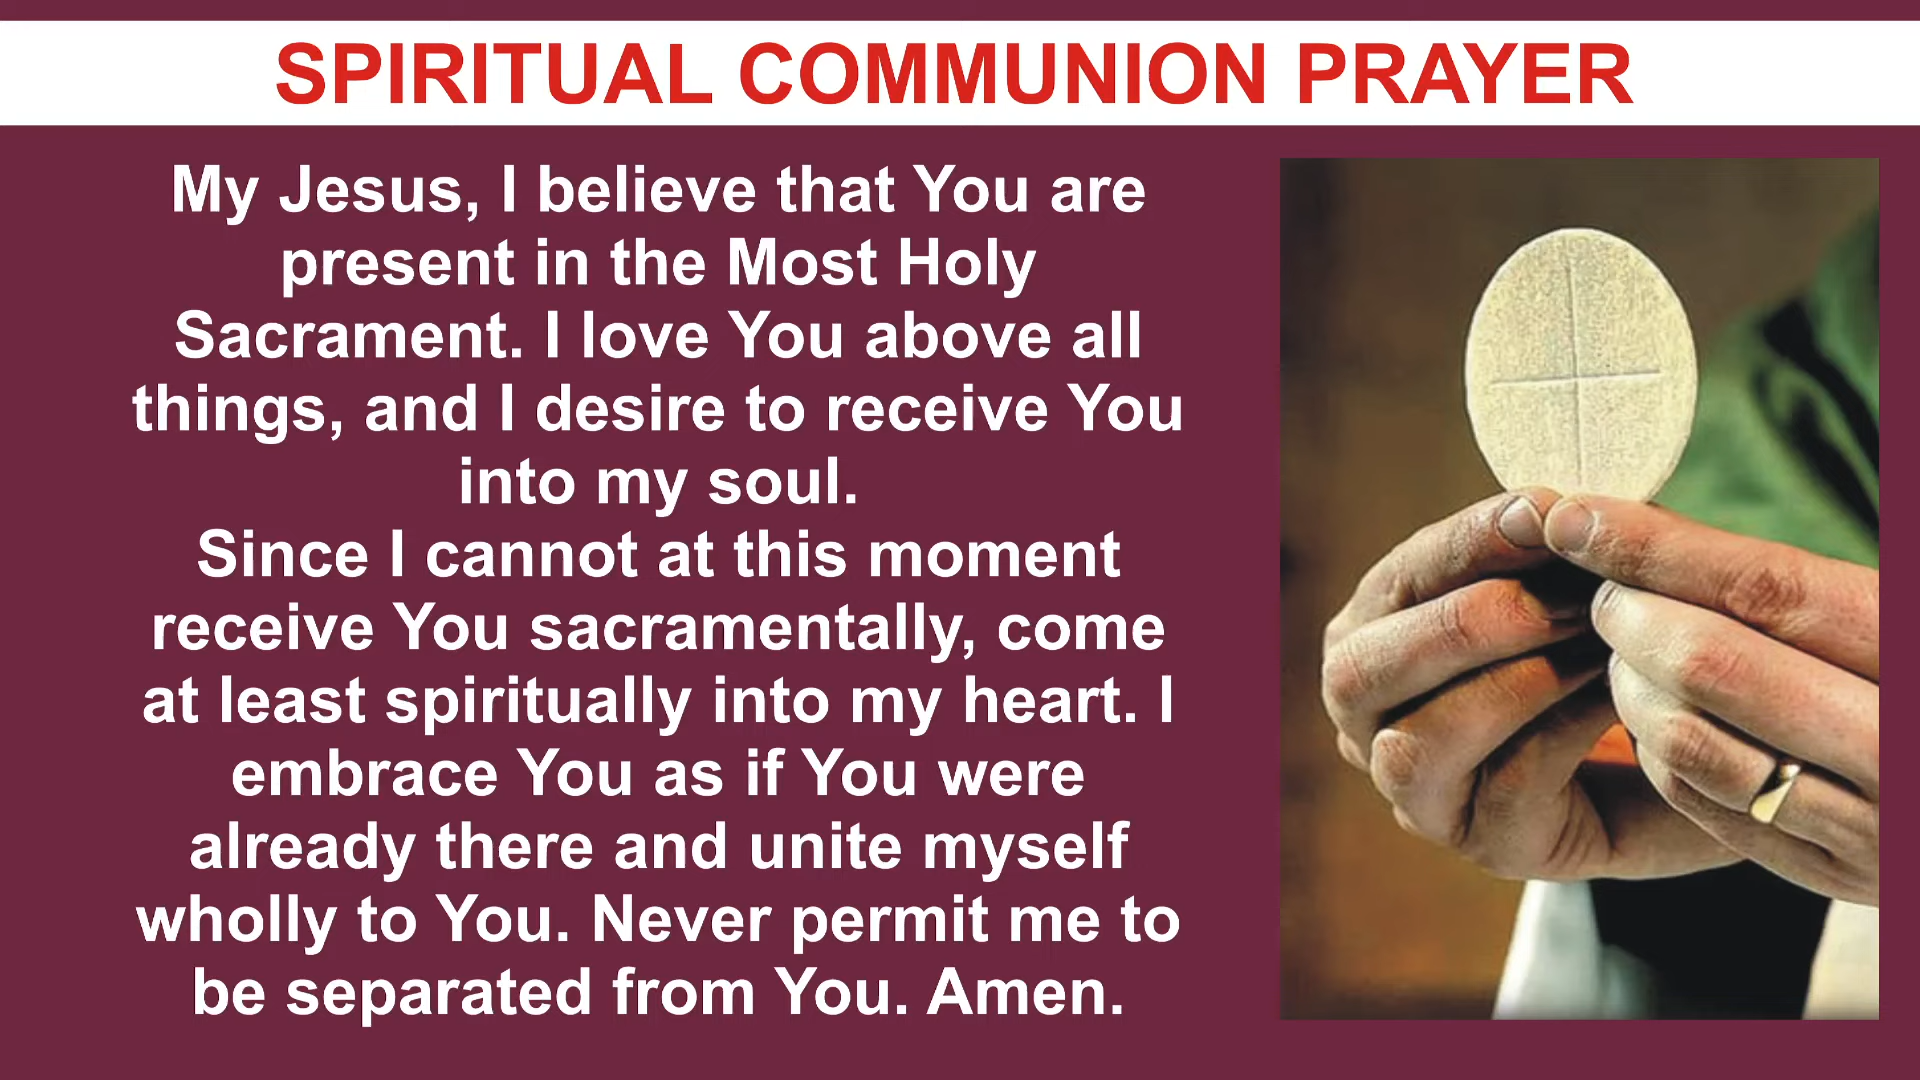 SPIRITUAL COMMUNION PRAYER
My Jesus, I believe that You are
present in the Most Holy
Sacrament. I love You above all
things, and I desire to receive You
into my soul.
Since I cannot at this moment
receive You sacramentally, come
at least spiritually into my heart. I
embrace You as if You were
already there and unite myself
wholly to You. Never permit me to
be separated from You. Amen.